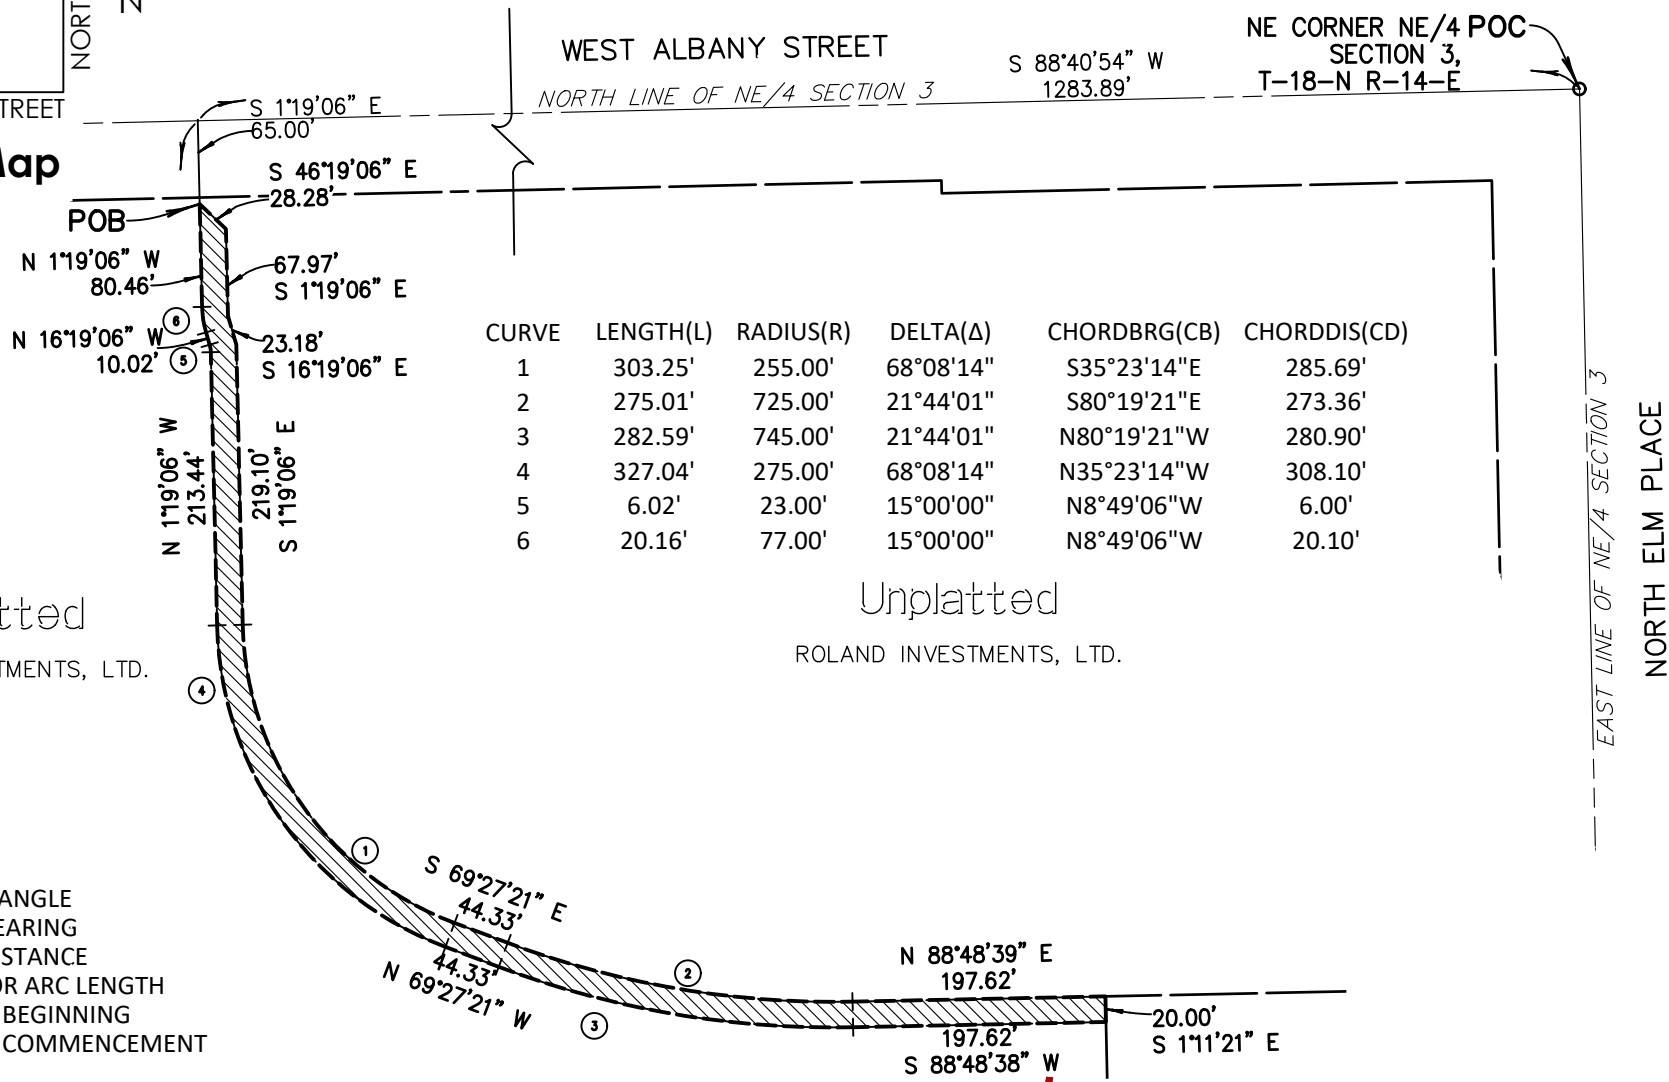 N
NORT
TREET
Map
WEST ALBANY STREET
NORTH LINE OF NE/4 SECTION 3
S 88°40'54" W
1283.89'
NE CORNER NE/4 POC
SECTION 3,
T-18-N R-14-E
S 1°19'06" E
65.00'
S 46°19'06" E
28.28'
POB
N 1°19'06" W
80.46'
67.97'
S 1°19'06" E
6
N 16°19'06" W
10.02'
5
23.18'
S 16°19'06" E
N 1°19'06" W
213.44'
219.10'
S 1°19'06" E
CURVE LENGTH(L) RADIUS(R) DELTA(Δ) CHORDBRG(CB) CHORDDIS(CD)
1 303.25' 255.00' 68°08'14" S35°23'14"E 285.69'
2 275.01' 725.00' 21°44'01" S80°19'21"E 273.36'
3 282.59' 745.00' 21°44'01" N80°19'21"W 280.90'
4 327.04' 275.00' 68°08'14" N35°23'14"W 308.10'
5 6.02' 23.00' 15°00'00" N8°49'06"W 6.00'
6 20.16' 77.00' 15°00'00" N8°49'06"W 20.10'
EAST LINE OF NE/4 SECTION 3
NORTH ELM PLACE
tted
TMENTS, LTD.
Unplatted
ROLAND INVESTMENTS, LTD.
4
1
S 69°27'21" E
44.33'
44.33'
N 69°27'21" W
2
3
N 88°48'39" E
197.62'
197.62'
S 88°48'38" W
20.00'
S 1°11'21" E
ANGLE
EARING
STANCE
OR ARC LENGTH
BEGINNING
COMMENCEMENT